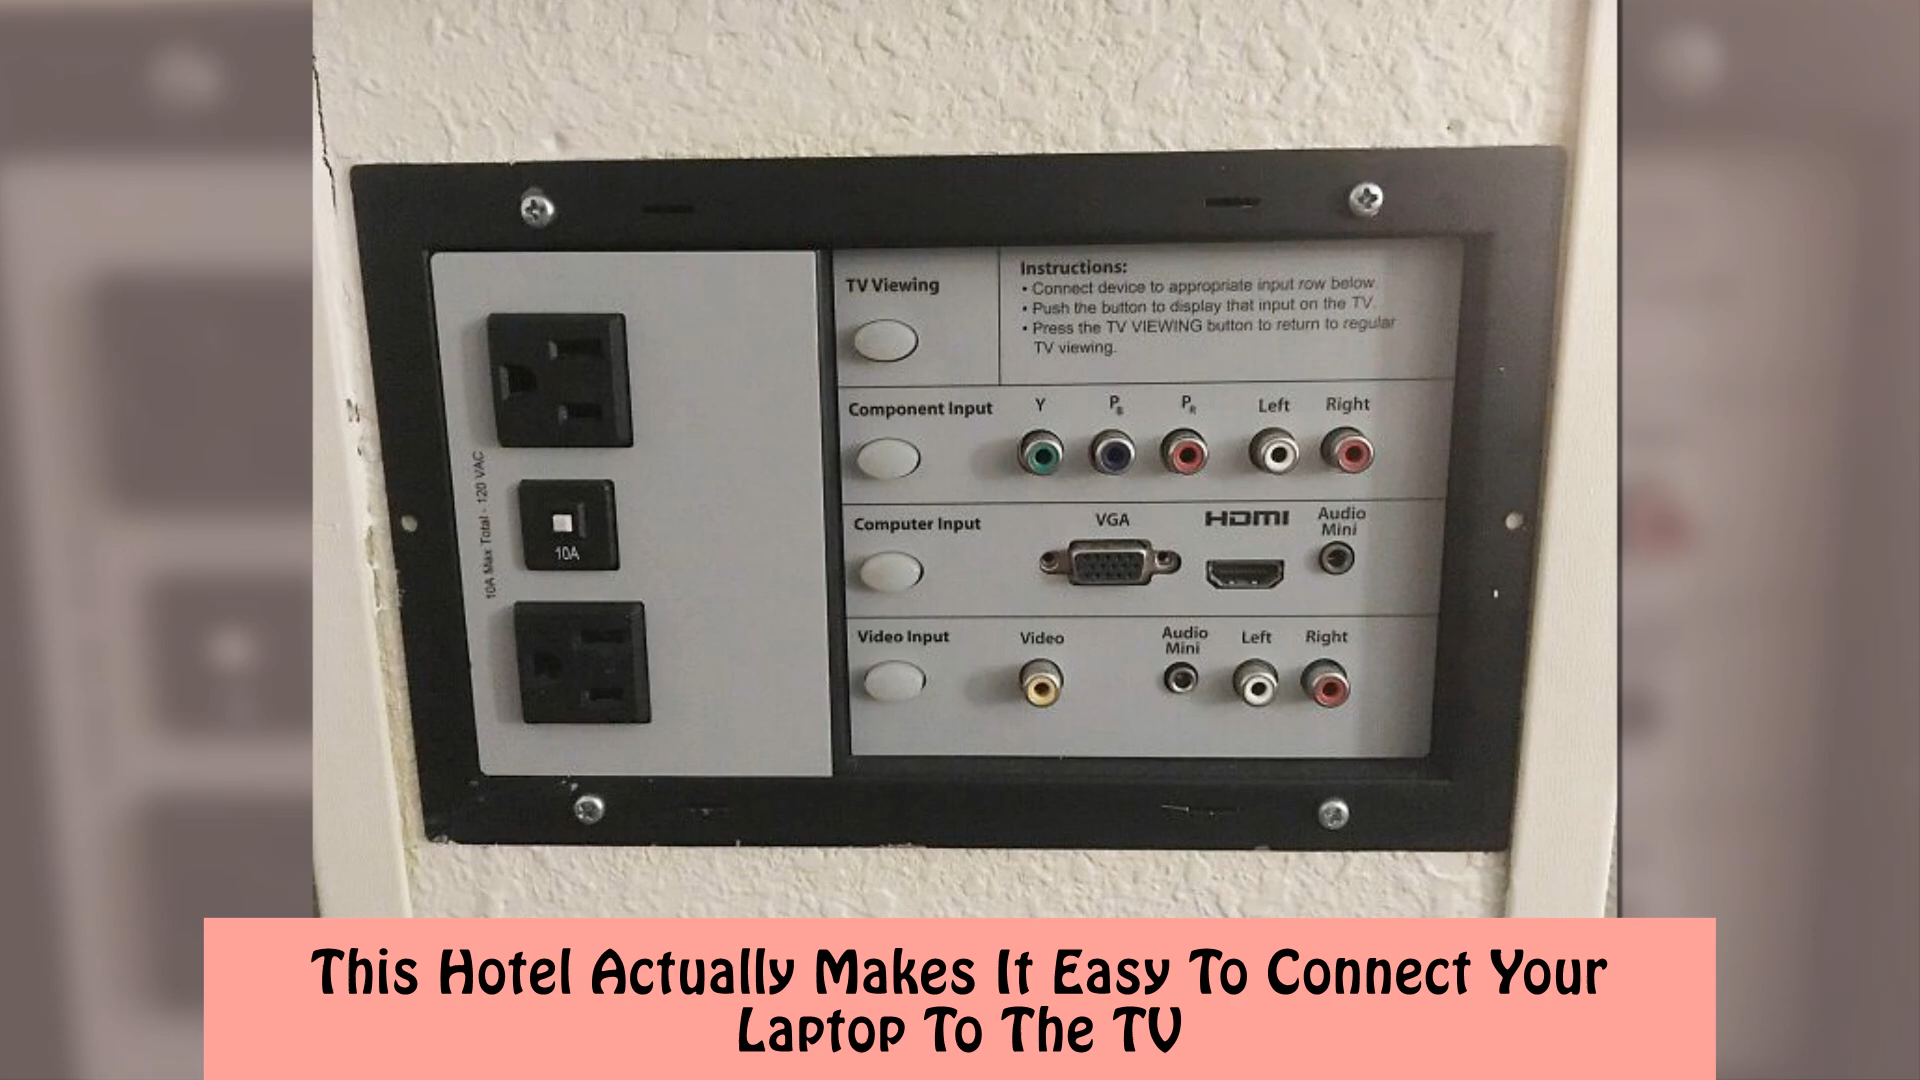 TV Viewing
Instructions:
• Connect device to appropriate input row below.
• Push the button to display that input on the TV.
• Press the TV VIEWING button to return to regular
TV viewing.
Component Input
Y
PB
PR
Left
Right
10A Max Total - 120 VAC
10A
Computer Input
VGA
HDMI
Audio
Mini
Video Input
Video
Audio
Mini
Left
Right
This Hotel Actually Makes It Easy To Connect Your
Laptop To The TV